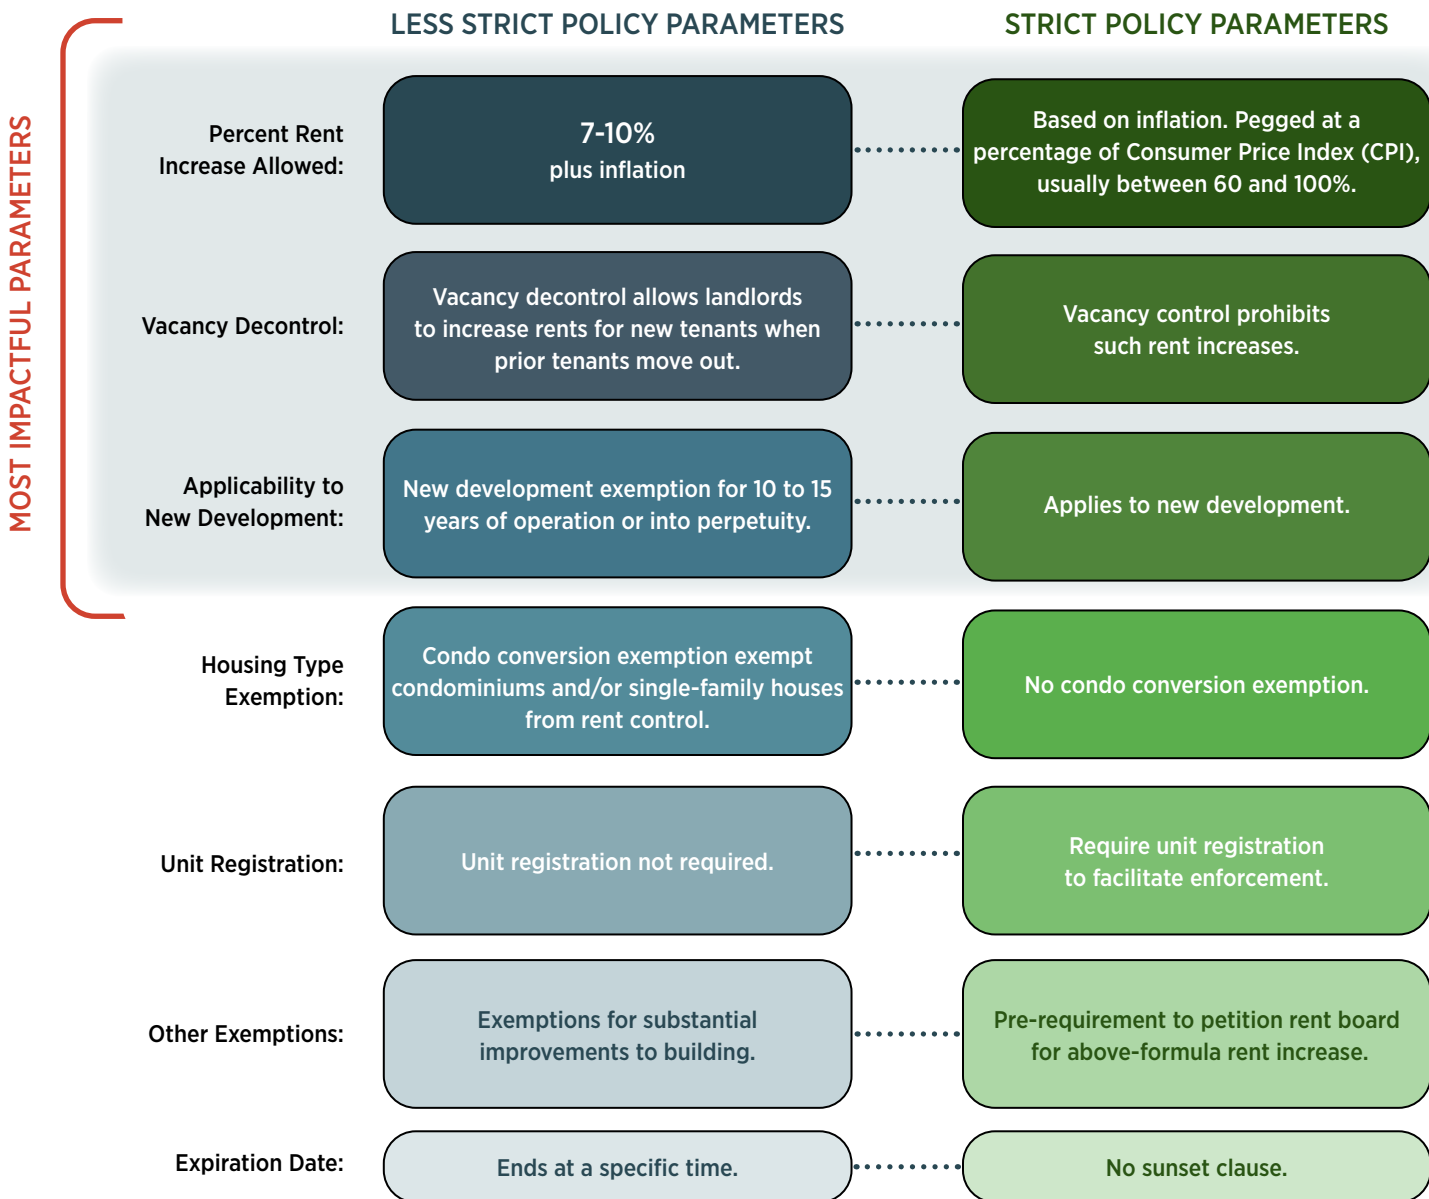 LESS STRICT POLICY PARAMETERS
STRICT POLICY PARAMETERS
MOST IMPACTFUL PARAMETERS
Percent Rent
Increase Allowed:
7-10%
plus inflation
Based on inflation. Pegged at a
percentage of Consumer Price Index (CPI),
usually between 60 and 100%.
Vacancy Decontrol:
Vacancy decontrol allows landlords
to increase rents for new tenants when
prior tenants move out.
Vacancy control prohibits
such rent increases.
Applicability to
New Development:
New development exemption for 10 to 15
years of operation or into perpetuity.
Applies to new development.
Housing Type
Exemption:
Condo conversion exemption exempt
condominiums and/or single-family houses
from rent control.
No condo conversion exemption.
Unit Registration:
Unit registration not required.
Require unit registration
to facilitate enforcement.
Other Exemptions:
Exemptions for substantial
improvements to building.
Pre-requirement to petition rent board
for above-formula rent increase.
Expiration Date:
Ends at a specific time.
No sunset clause.